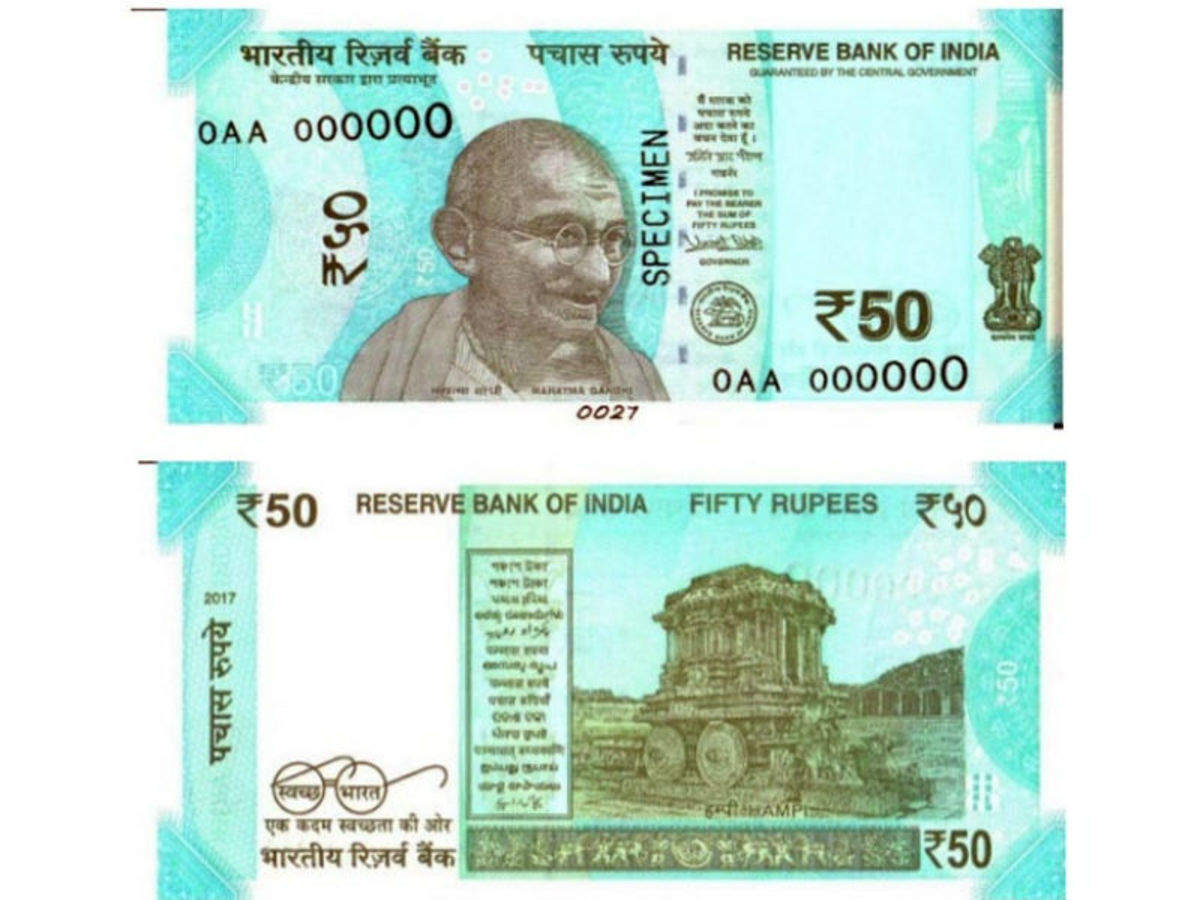 भारतीय रिज़र्व बैंक
केन्द्रीय सरकार द्वारा प्रत्याभूत
पचास रुपये
RESERVE BANK OF INDIA
GUARANTEED BY THE CENTRAL GOVERNMENT
0AA 000000
₹५०
₹50
SPECIMEN
मैं धारक को
पचास रुपये
अदा करने का
वचन देता हूँ।
गवर्नर
I PROMISE TO
PAY THE BEARER
THE SUM OF
FIFTY RUPEES
GOVERNOR
₹50
0AA 000000
₹50
महात्मा गांधी MAHATMA GANDHI
0027
₹50
RESERVE BANK OF INDIA
FIFTY RUPEES
₹५०
2017
पचास रुपये
₹50
स्वच्छ भारत
एक कदम स्वच्छता की ओर
भारतीय रिज़र्व बैंक
हम्पी HAMPI
₹50